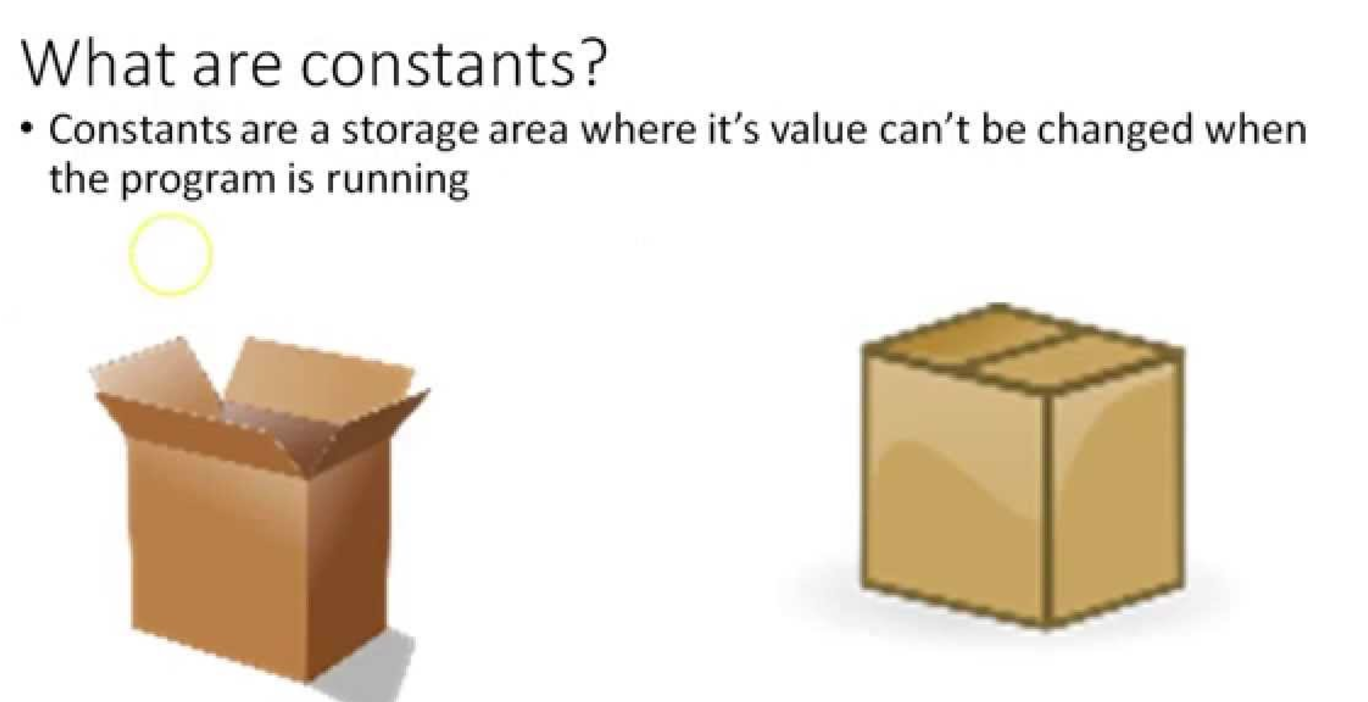 What are constants?
• Constants are a storage area where it's value can't be changed when
the program is running